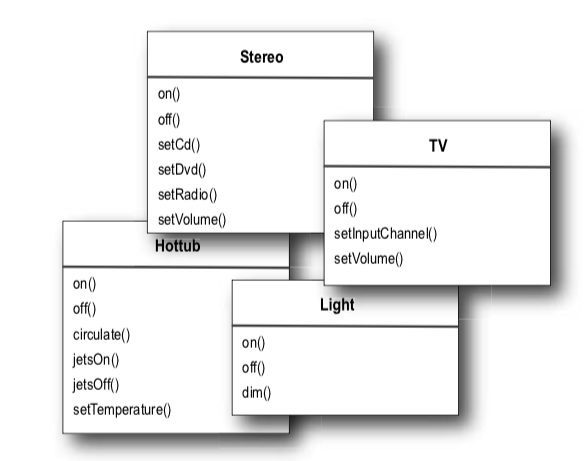 Stereo
on()
off()
setCd()
setDvd()
setRadio()
setVolume()
TV
on()
off()
setInputChannel()
setVolume()
Hottub
on()
off()
circulate()
jetsOn()
jetsOff()
setTemperature()
Light
on()
off()
dim()